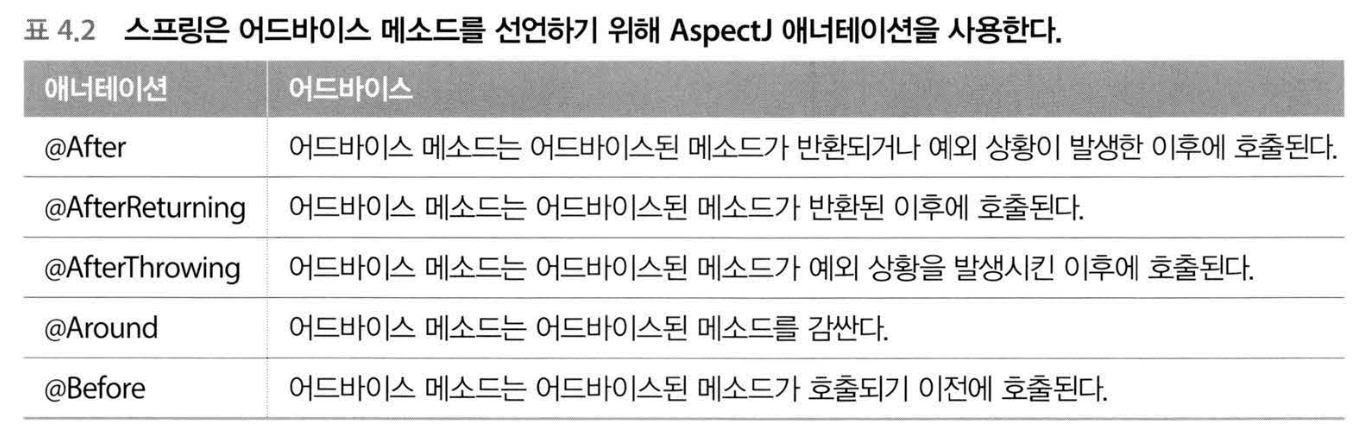 표 4.2 스프링은 어드바이스 메소드를 선언하기 위해 AspectJ 애너테이션을 사용한다.
애너테이션 어드바이스
@After 어드바이스 메소드는 어드바이스된 메소드가 반환되거나 예외 상황이 발생한 이후에 호출된다.
@AfterReturning 어드바이스 메소드는 어드바이스된 메소드가 반환된 이후에 호출된다.
@AfterThrowing 어드바이스 메소드는 어드바이스된 메소드가 예외 상황을 발생시킨 이후에 호출된다.
@Around 어드바이스 메소드는 어드바이스된 메소드를 감싼다.
@Before 어드바이스 메소드는 어드바이스된 메소드가 호출되기 이전에 호출된다.